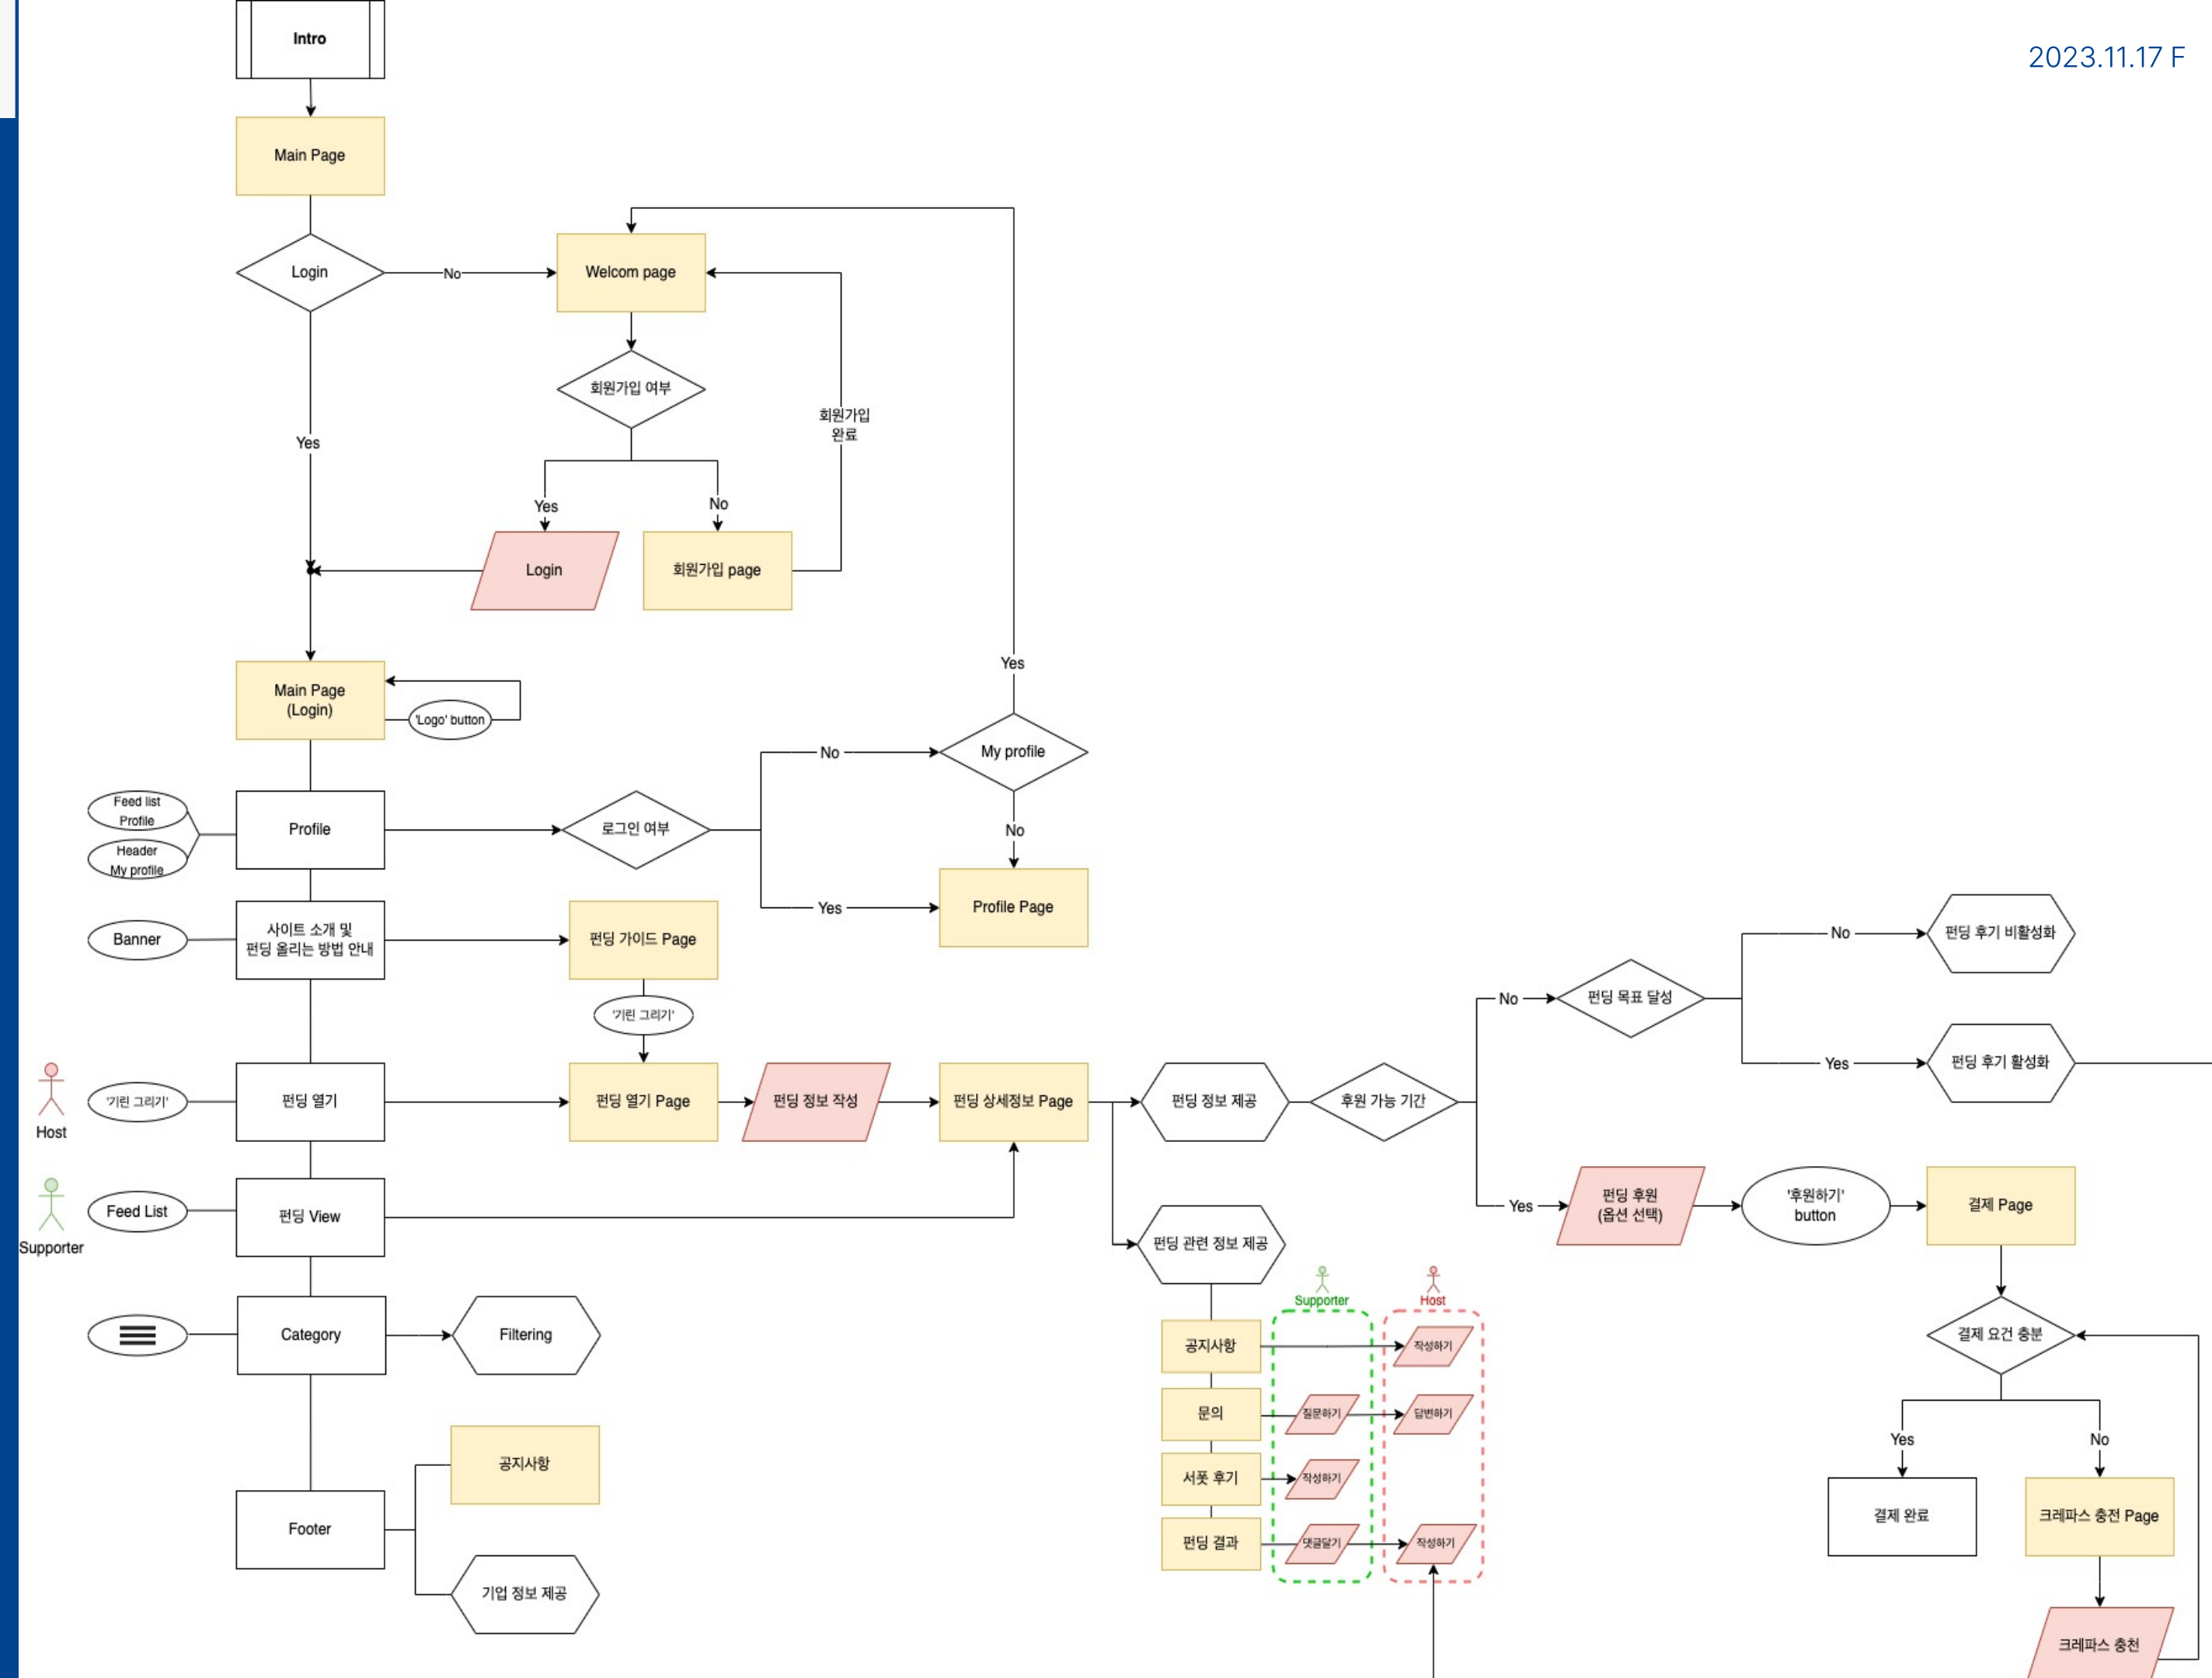 2023.11.17 F
Intro
Main Page
Login
No
Welcom page
회원가입 여부
회원가입
완료
Yes
Yes
No
Login
회원가입 page
Main Page
(Login)
'Logo' button
Yes
My profile
No
Feed list
Profile
Header
My profile
Profile
로그인 여부
No
Yes
Profile Page
Banner
사이트 소개 및
펀딩 올리는 방법 안내
펀딩 가이드 Page
'기린 그리기'
Host
'기린 그리기'
펀딩 열기
펀딩 열기 Page
펀딩 정보 작성
펀딩 상세정보 Page
펀딩 정보 제공
후원 가능 기간
No
펀딩 목표 달성
No
펀딩 후기 비활성화
Yes
펀딩 후기 활성화
Yes
펀딩 후원
(옵션 선택)
'후원하기'
button
결제 Page
Supporter
Feed List
펀딩 View
펀딩 관련 정보 제공
Supporter
Host
공지사항
작성하기
문의
질문하기
답변하기
서폿 후기
작성하기
펀딩 결과
댓글달기
작성하기
결제 요건 충분
Yes
No
결제 완료
크레파스 충전 Page
크레파스 충천
Category
Filtering
공지사항
Footer
기업 정보 제공